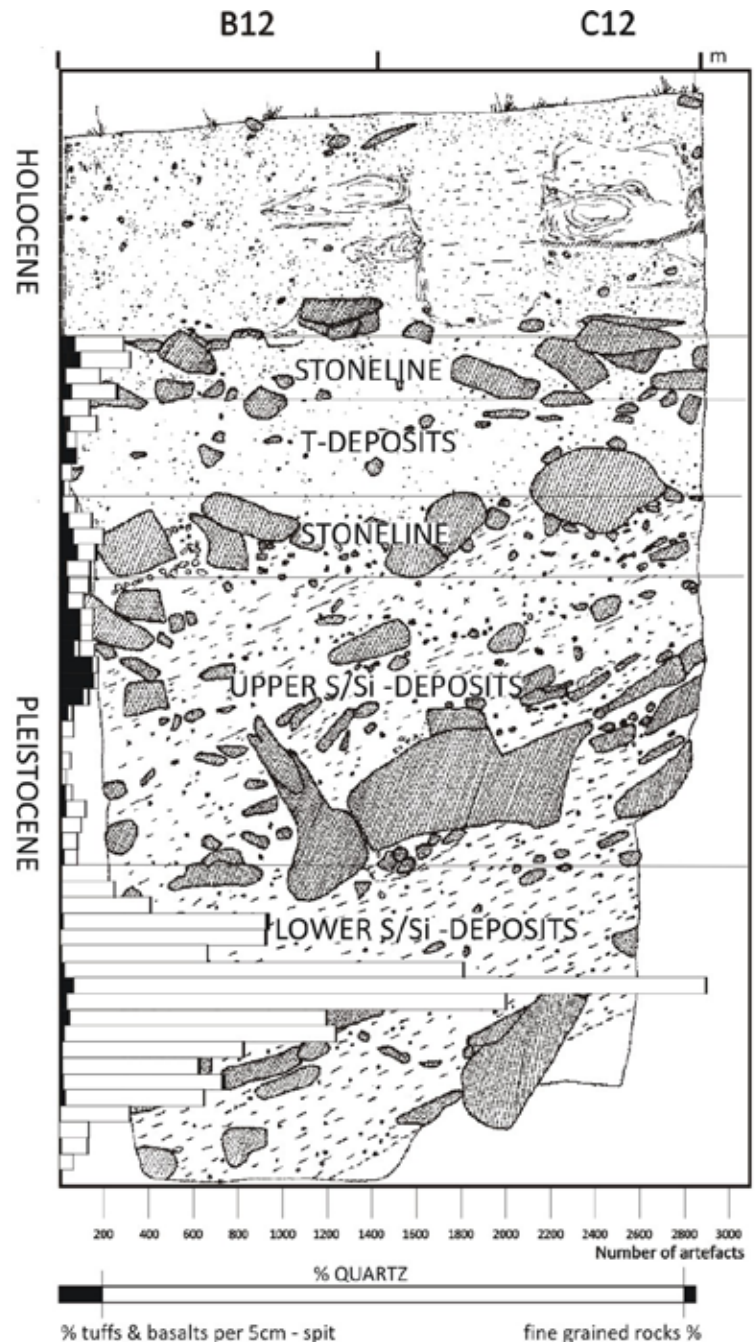 B12 C12
m
HOLOCENE
STONELINE
T-DEPOSITS
STONELINE
UPPER S/Si -DEPOSITS
PLEISTOCENE
LOWER S/Si -DEPOSITS
200 400 600 800 1000 1200 1400 1600 1800 2000 2200 2400 2600 2800 3000
Number of artefacts
% QUARTZ
% tuffs & basalts per 5cm - spit fine grained rocks %